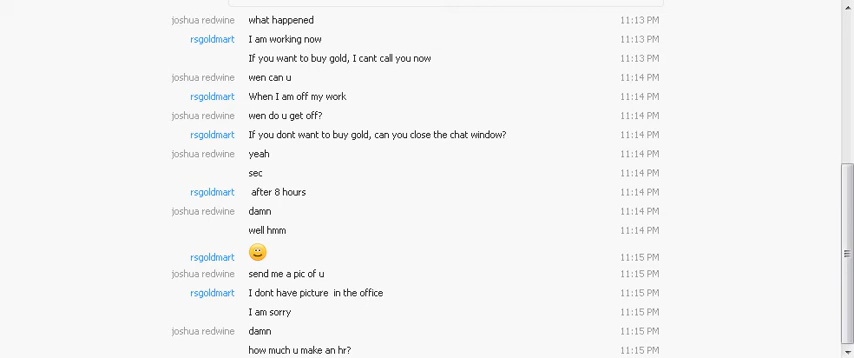 joshua redwine what happened 11:13 PM
rsgoldmart I am working now 11:13 PM
If you want to buy gold, I cant call you now 11:13 PM
joshua redwine wen can u 11:14 PM
rsgoldmart When I am off my work 11:14 PM
joshua redwine wen do u get off? 11:14 PM
rsgoldmart If you dont want to buy gold, can you close the chat window? 11:14 PM
joshua redwine yeah 11:14 PM
sec 11:14 PM
rsgoldmart after 8 hours 11:14 PM
joshua redwine damn 11:14 PM
well hmm 11:14 PM
rsgoldmart 11:15 PM
joshua redwine send me a pic of u 11:15 PM
rsgoldmart I dont have picture in the office 11:15 PM
I am sorry 11:15 PM
joshua redwine damn 11:15 PM
how much u make an hr? 11:15 PM